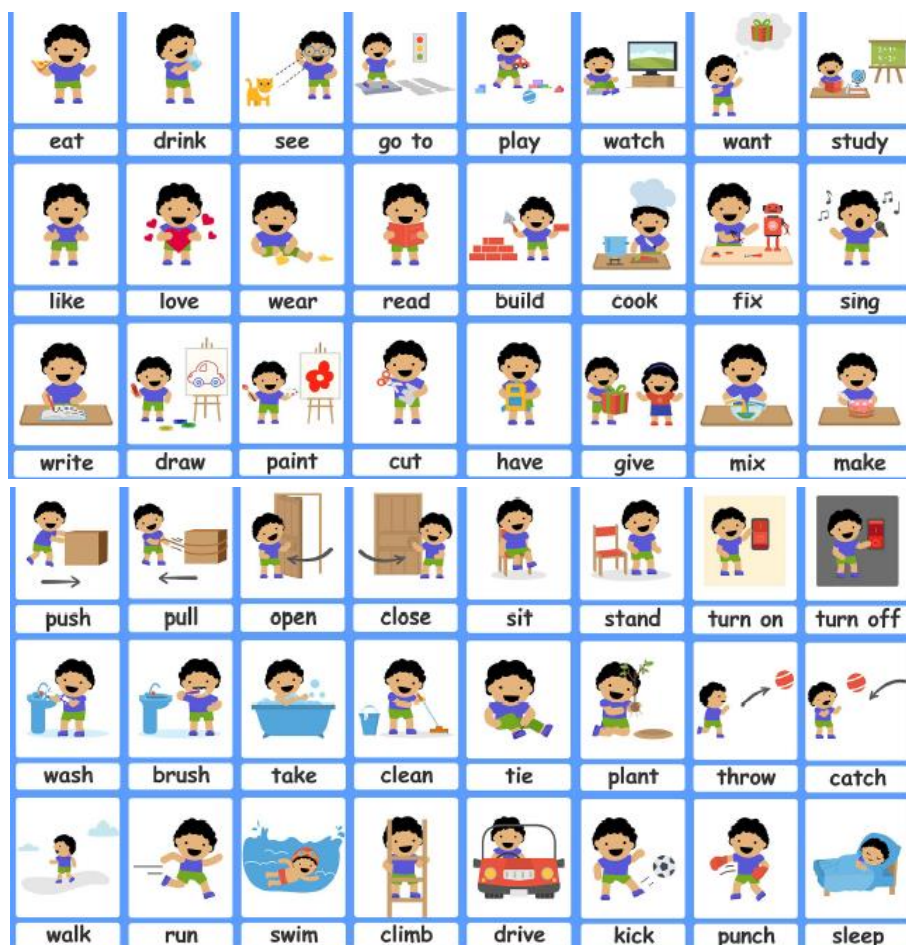 eat drink see go to play watch want study
like love wear read build cook fix sing
write draw paint cut have give mix make
push pull open close sit stand turn on turn off
wash brush take clean tie plant throw catch
walk run swim climb drive kick punch sleep